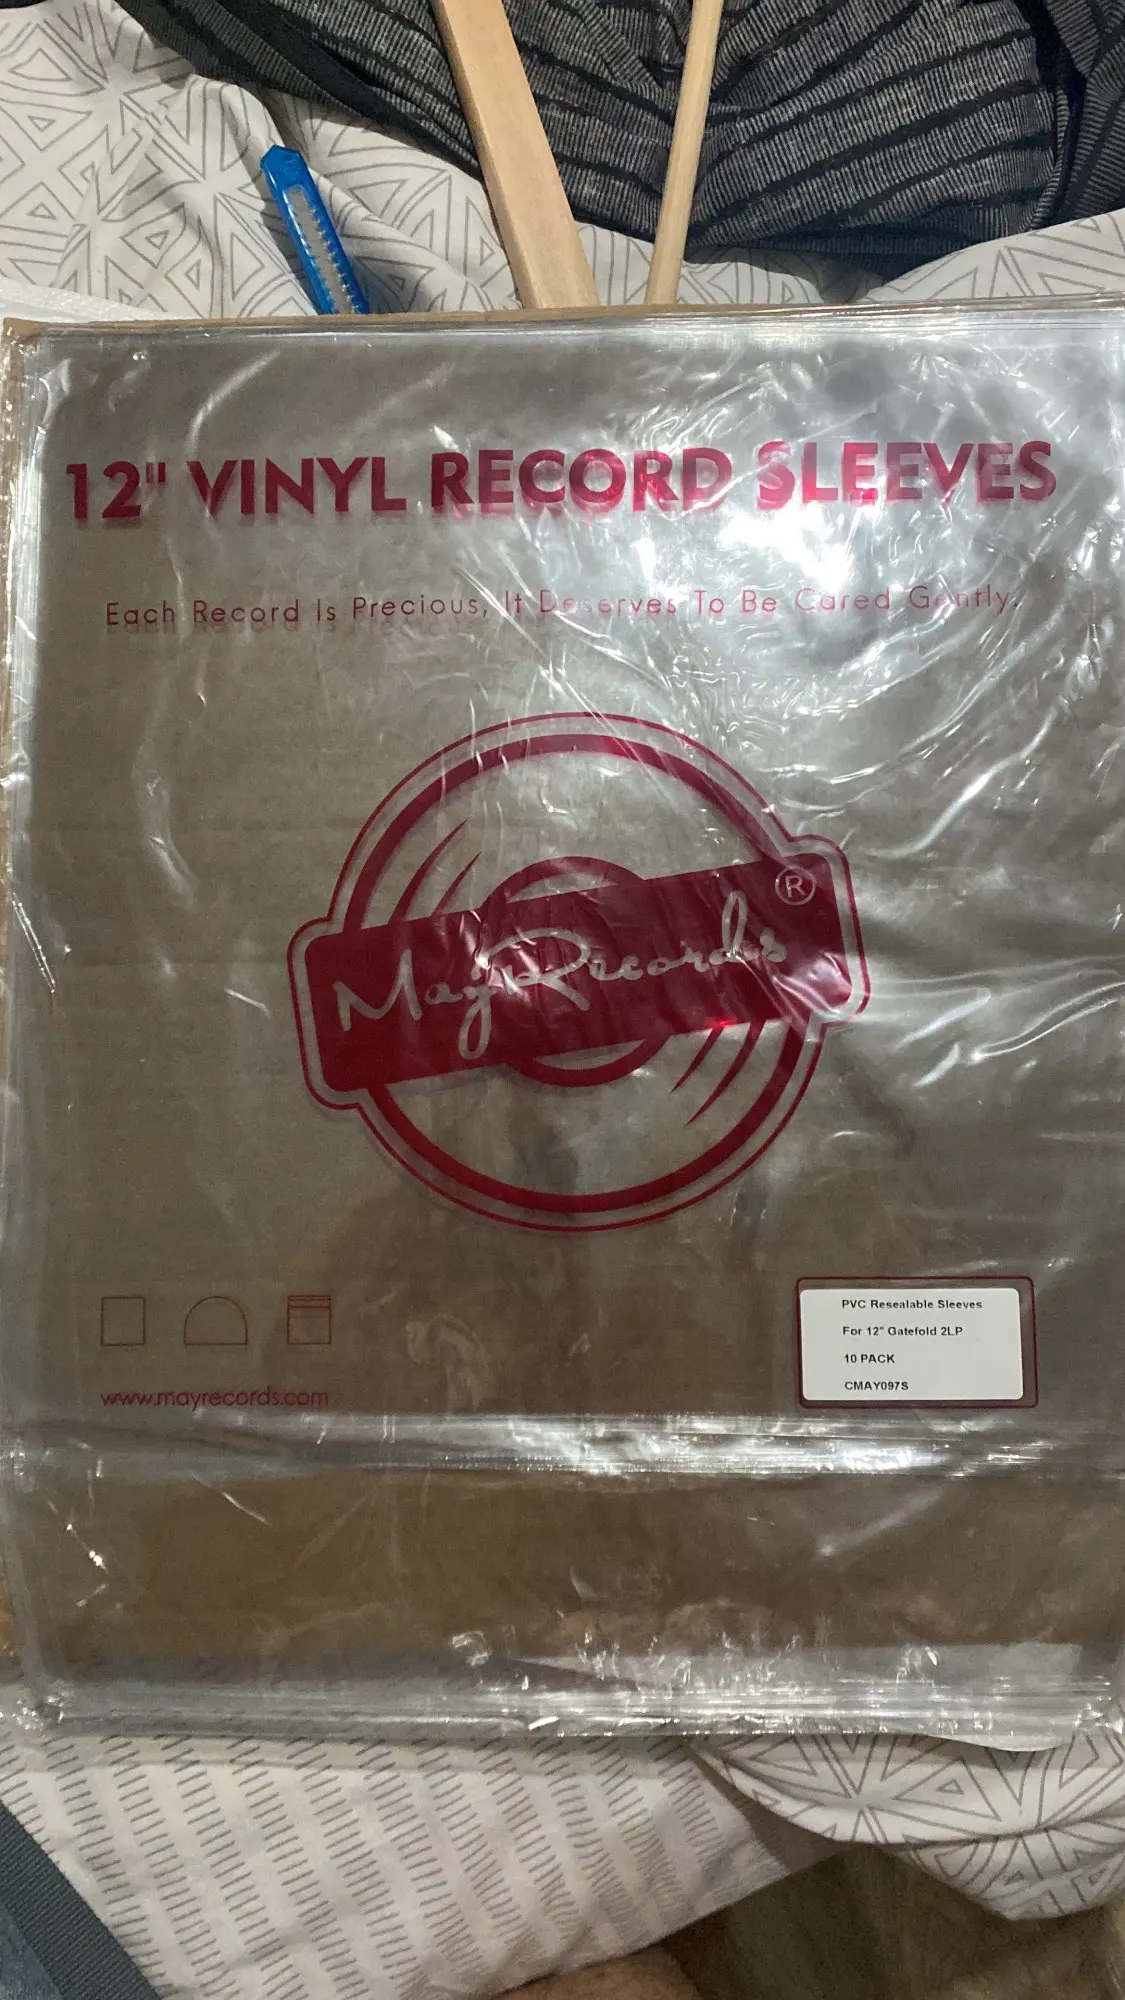 12" VINYL RECORD SLEEVES
Each Record Is Precious, It Deserves To Be Cared Gently.
MayRecords
®
PVC Resealable Sleeves
For 12" Gatefold 2LP
10 PACK
CMAY097S
www.mayrecords.com